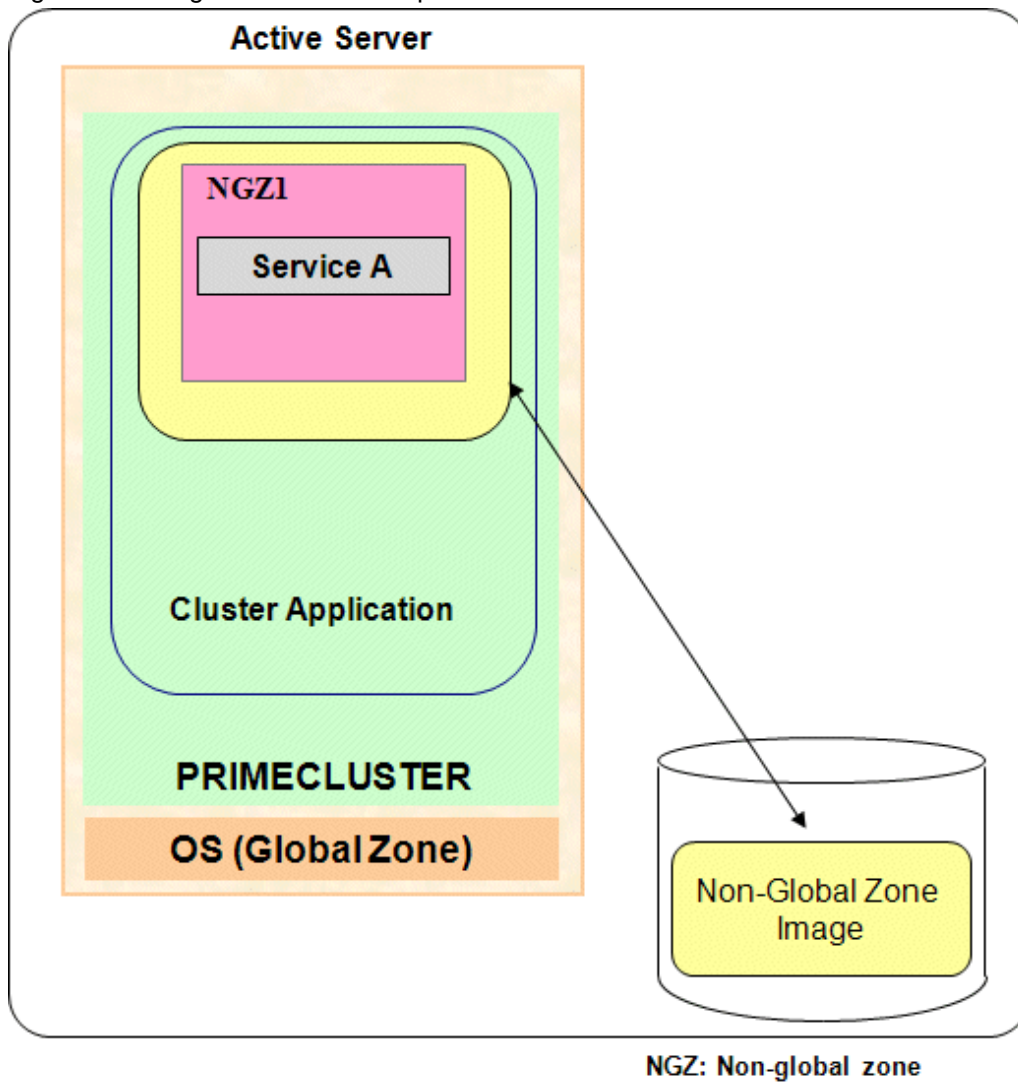 Active Server
NGZ1
Service A
Cluster Application
PRIMECLUSTER
OS (Global Zone)
Non-Global Zone
Image
NGZ: Non-global zone